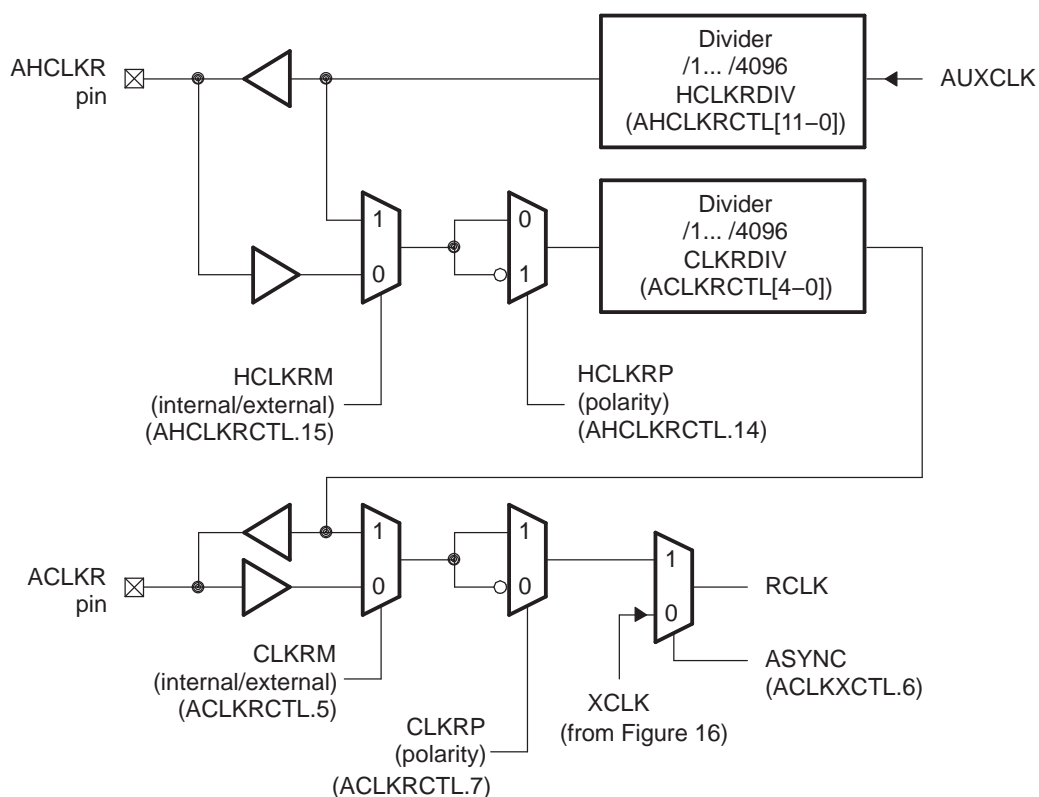 AHCLKR
pin
Divider
/1... /4096
HCLKRDIV
(AHCLKRCTL[11−0])
AUXCLK
1
0
0
1
Divider
/1... /4096
CLKRDIV
(ACLKRCTL[4−0])
HCLKRM
(internal/external)
(AHCLKRCTL.15)
HCLKRP
(polarity)
(AHCLKRCTL.14)
ACLKR
pin
1
0
1
0
1
0
RCLK
CLKRM
(internal/external)
(ACLKRCTL.5)
CLKRP
(polarity)
(ACLKRCTL.7)
XCLK
(from Figure 16)
ASYNC
(ACLKXCTL.6)